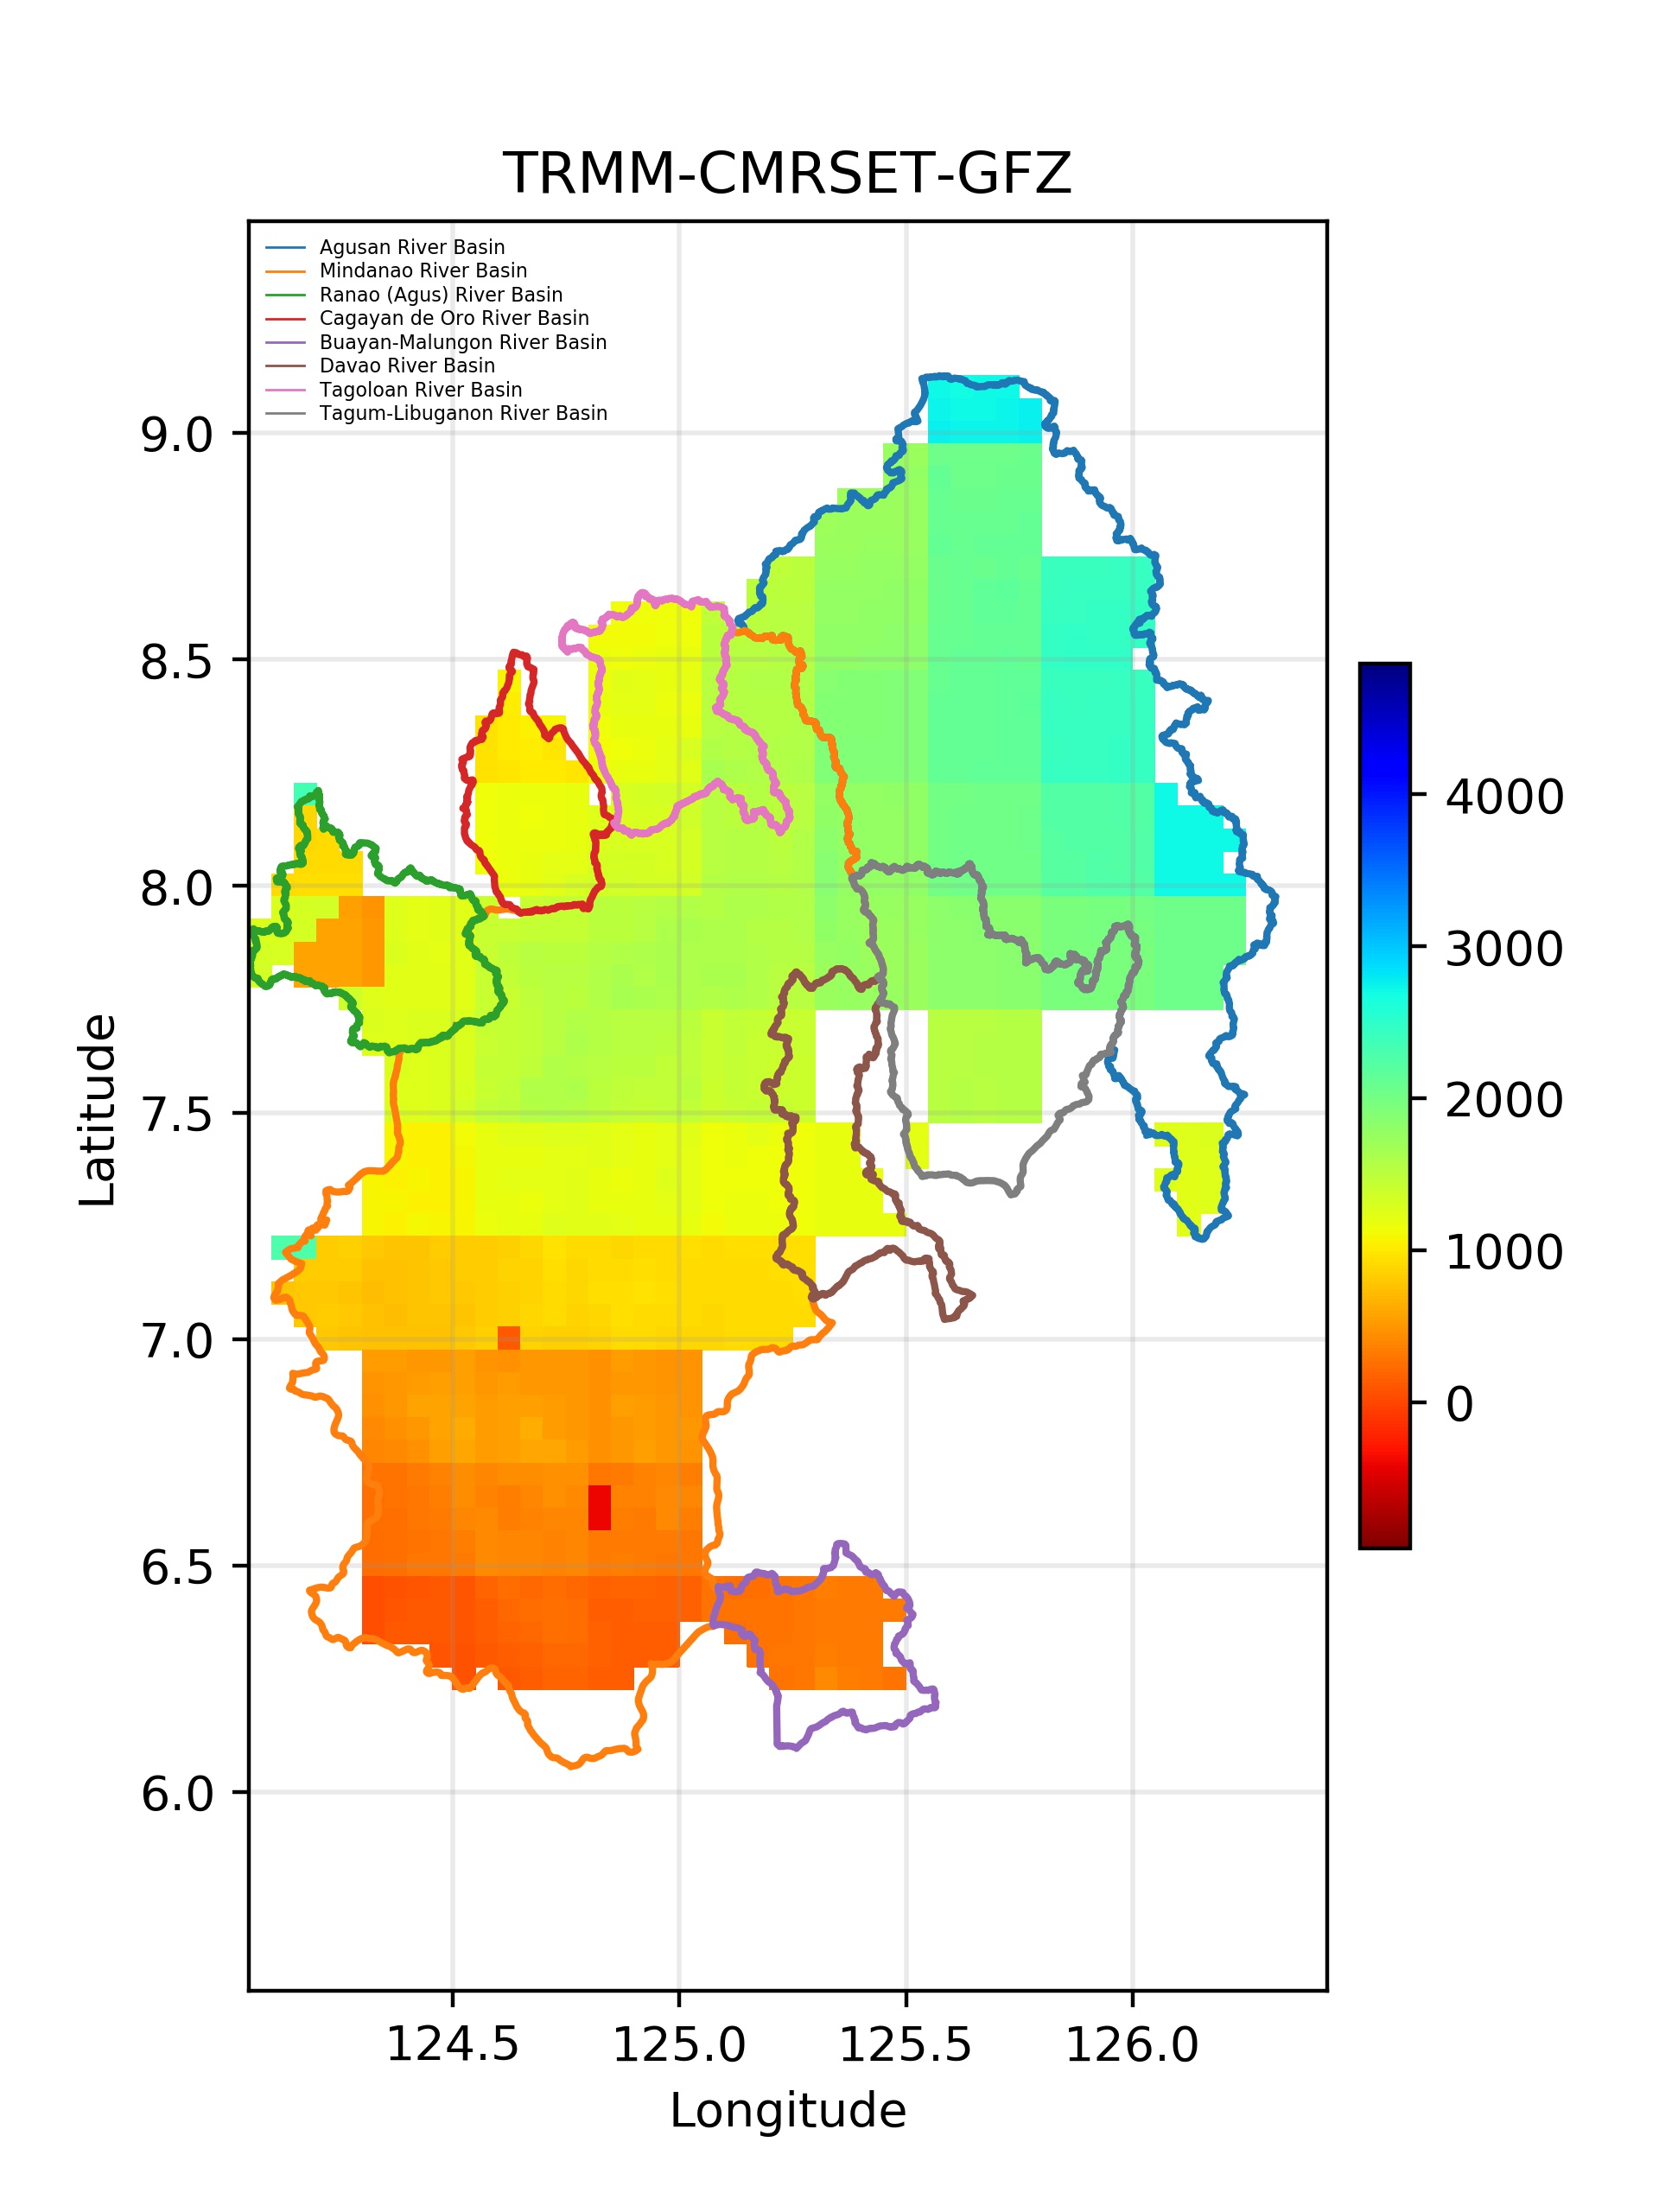 TRMM-CMRSET-GFZ
Agusan River Basin
Mindanao River Basin
Ranao (Agus) River Basin
Cagayan de Oro River Basin
Buayan-Malungon River Basin
Davao River Basin
Tagoloan River Basin
Tagum-Libuganon River Basin
9.0
8.5
8.0
7.5
7.0
6.5
6.0
Latitude
124.5 125.0 125.5 126.0
Longitude
4000
3000
2000
1000
0